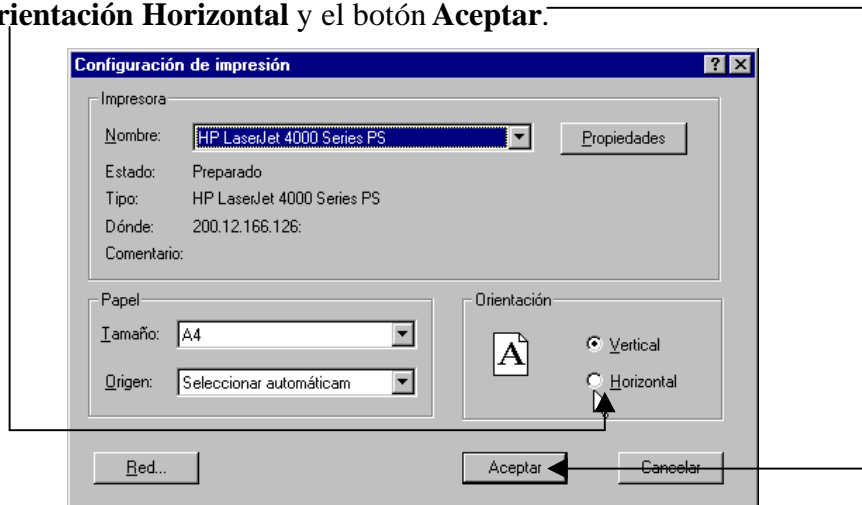 rientación Horizontal y el botón Aceptar.
Configuración de impresión
Impresora
Nombre: HP LaserJet 4000 Series PS Propiedades
Estado: Preparado
Tipo: HP LaserJet 4000 Series PS
Dónde: 200.12.166.126:
Comentario:
Papel
Tamaño: A4
Origen: Seleccionar automáticam
Orientación
A
Vertical
Horizontal
Red... Aceptar Cancelar